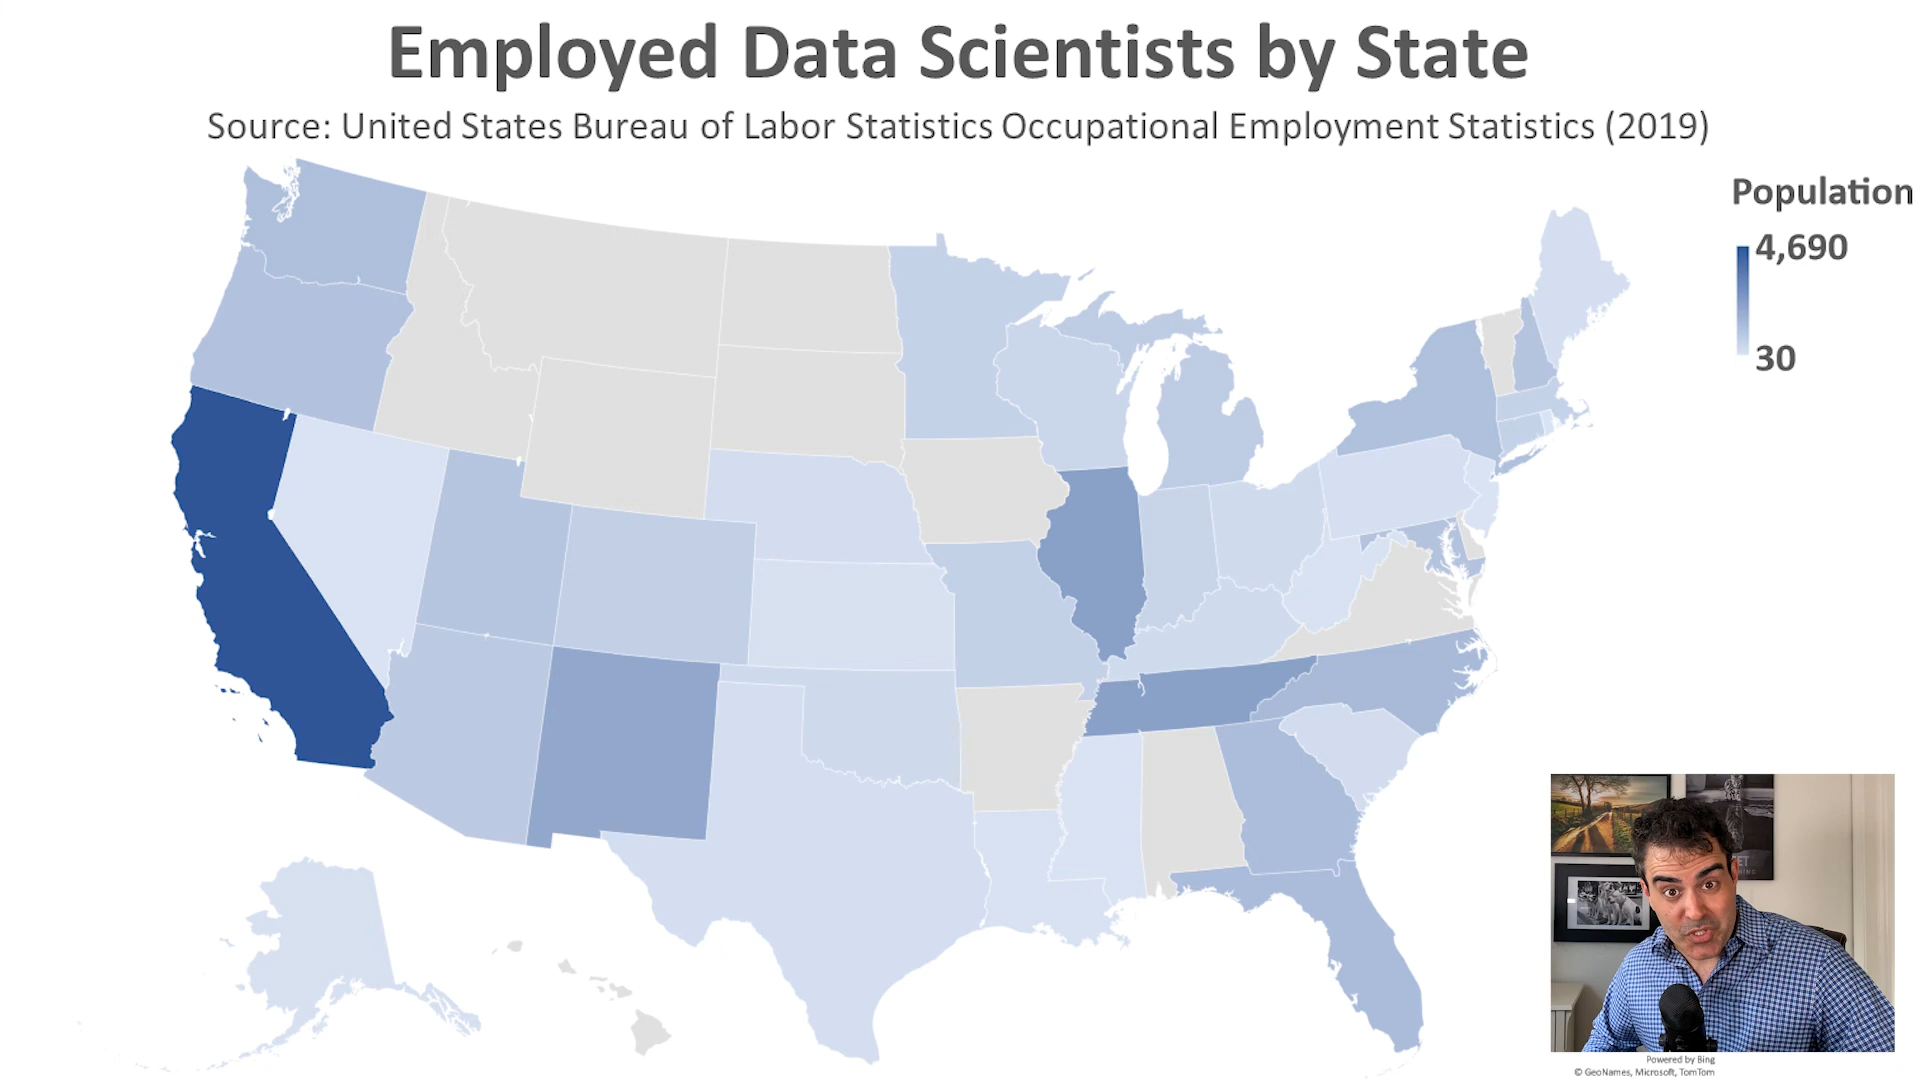 Employed Data Scientists by State
Source: United States Bureau of Labor Statistics Occupational Employment Statistics (2019)
Population
4,690
30
Powered by Bing
© GeoNames, Microsoft, TomTom